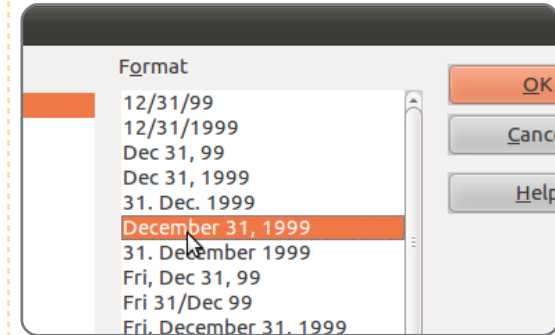 Format
12/31/99
12/31/1999
Dec 31, 99
Dec 31, 1999
31. Dec. 1999
December 31, 1999
31. December 1999
Fri, Dec 31, 99
Fri 31/Dec 99
Fri, December 31, 1999
OK
Cance
Help